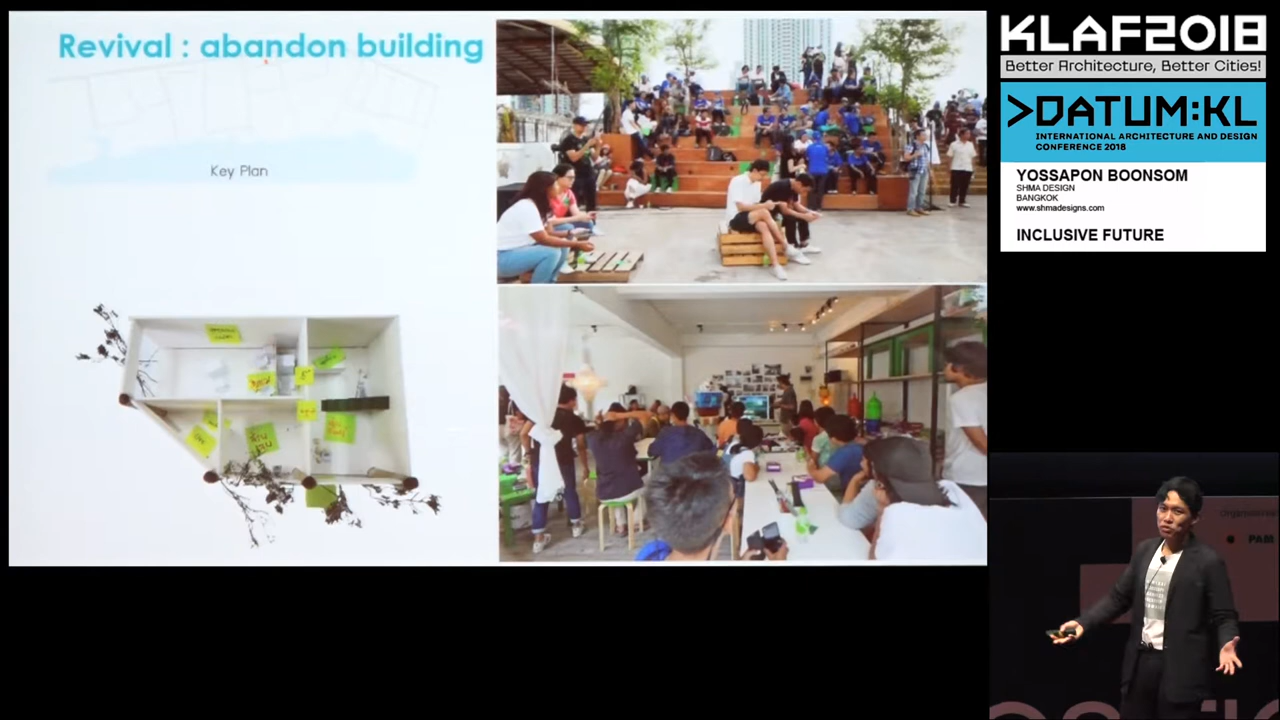 Revival : abandon building
Key Plan
KLAF2018
Better Architecture, Better Cities!
>DATUM:KL
INTERNATIONAL ARCHITECTURE AND DESIGN
CONFERENCE 2018
YOSSAPON BOONSOM
SHMA DESIGN
BANGKOK
www.shmadesigns.com
INCLUSIVE FUTURE
PAM